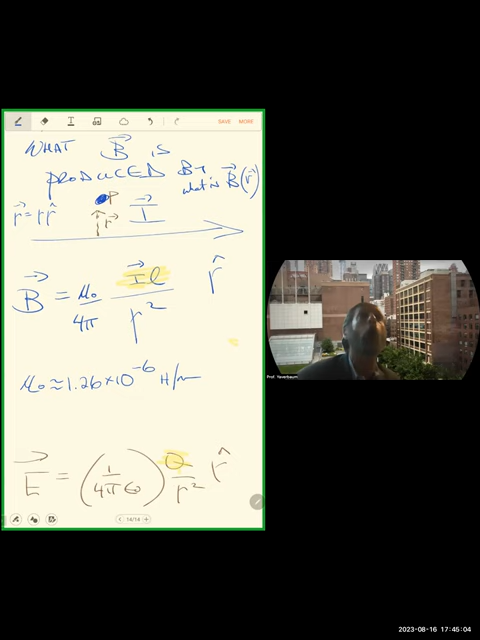 SAVE MORE
WHAT B⃗ IS
PRODUCED BY
what is B⃗(r⃗)
r⃗ = r r̂
P
r⃗
I⃗
B⃗ = μ₀/4π I⃗l/r² r̂
μ₀ ≈ 1.26 × 10⁻⁶ H/m
E⃗ = (1/4πε₀) Q/r² r̂
14/14
Prof. Yaverbaum
2023-08-16 17:45:04